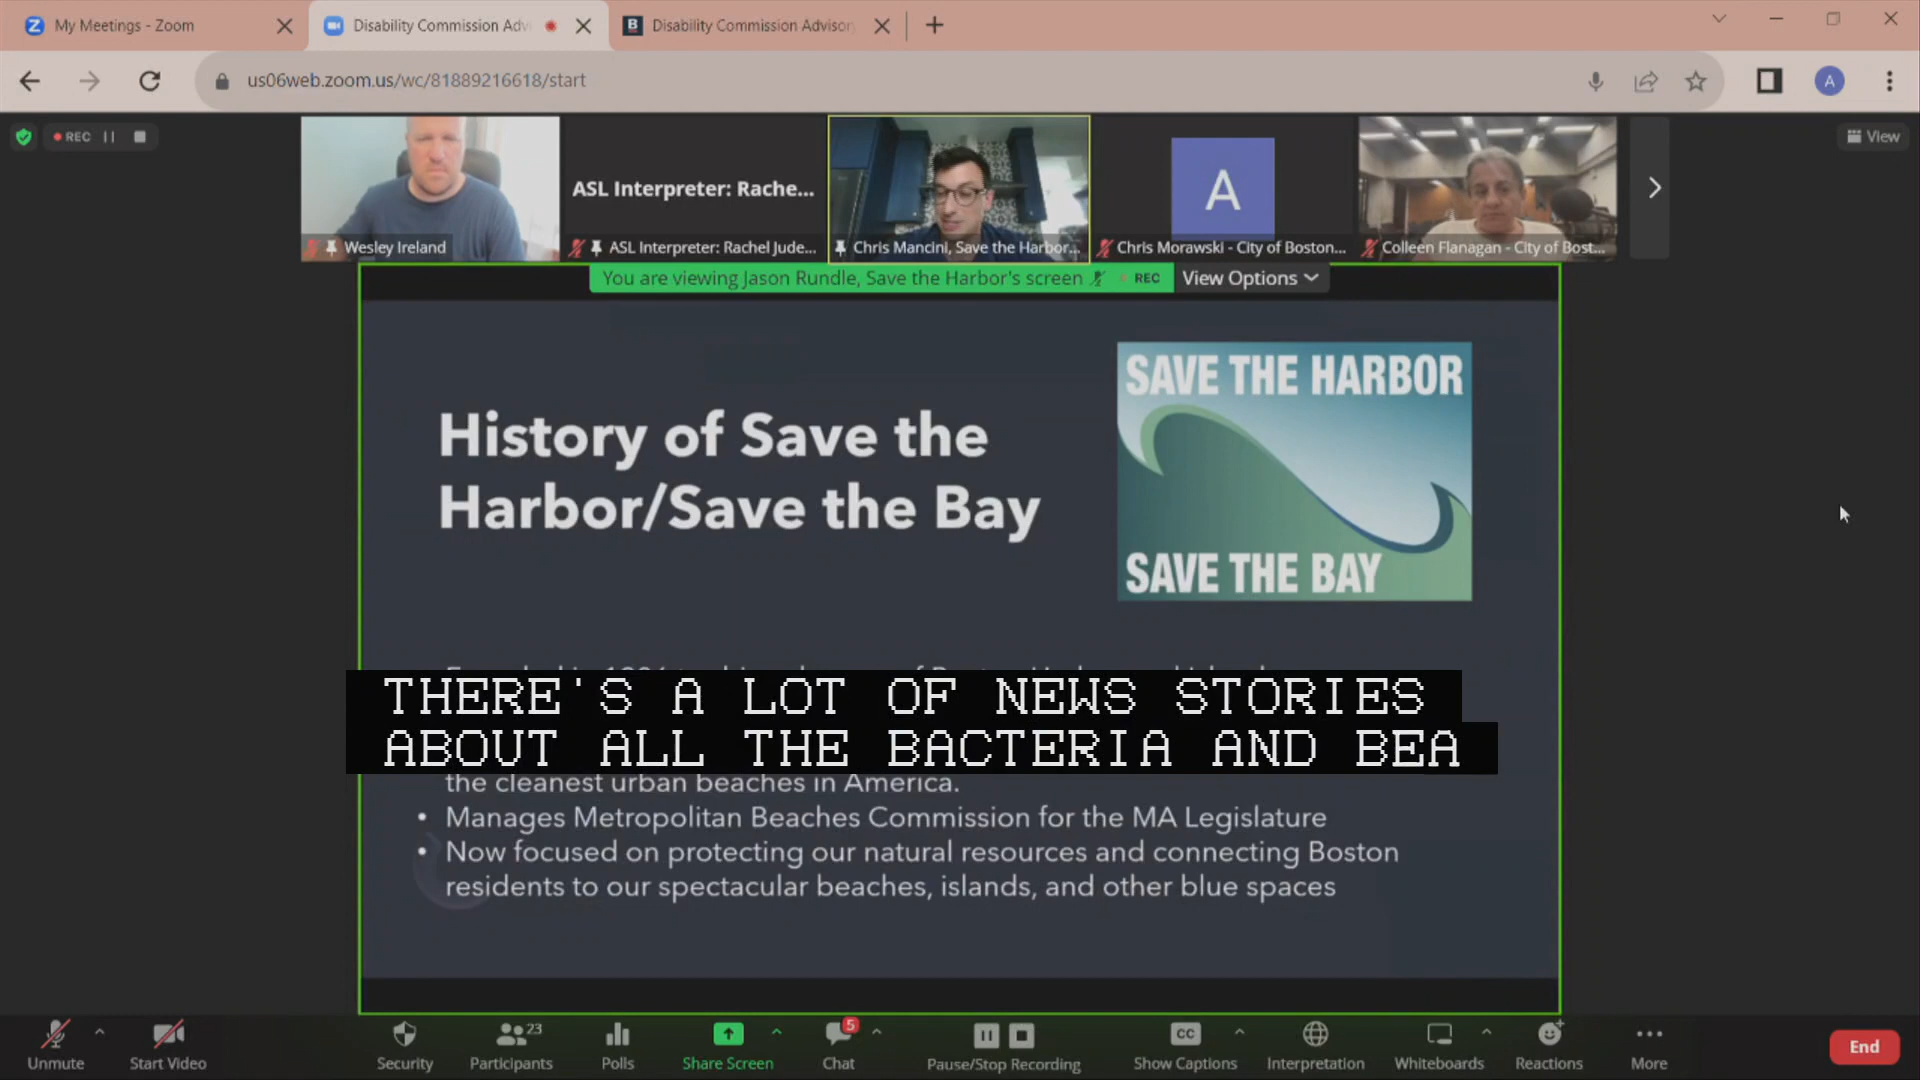 My Meetings - Zoom
Disability Commission Adv
Disability Commission Advisor
us06web.zoom.us/wc/81889216618/start
A
REC
View
ASL Interpreter: Rache...
A
Wesley Ireland
ASL Interpreter: Rachel Jude...
Chris Mancini, Save the Harbor...
Chris Morawski - City of Boston...
Colleen Flanagan - City of Bost...
You are viewing Jason Rundle, Save the Harbor's screen
REC
View Options
SAVE THE HARBOR
History of Save the
Harbor/Save the Bay
SAVE THE BAY
THERE'S A LOT OF NEWS STORIES
ABOUT ALL THE BACTERIA AND BEA
the cleanest urban beaches in America.
• Manages Metropolitan Beaches Commission for the MA Legislature
• Now focused on protecting our natural resources and connecting Boston
residents to our spectacular beaches, islands, and other blue spaces
Unmute
Start Video
Security
23
Participants
Polls
Share Screen
5
Chat
Pause/Stop Recording
CC
Show Captions
Interpretation
Whiteboards
Reactions
More
End